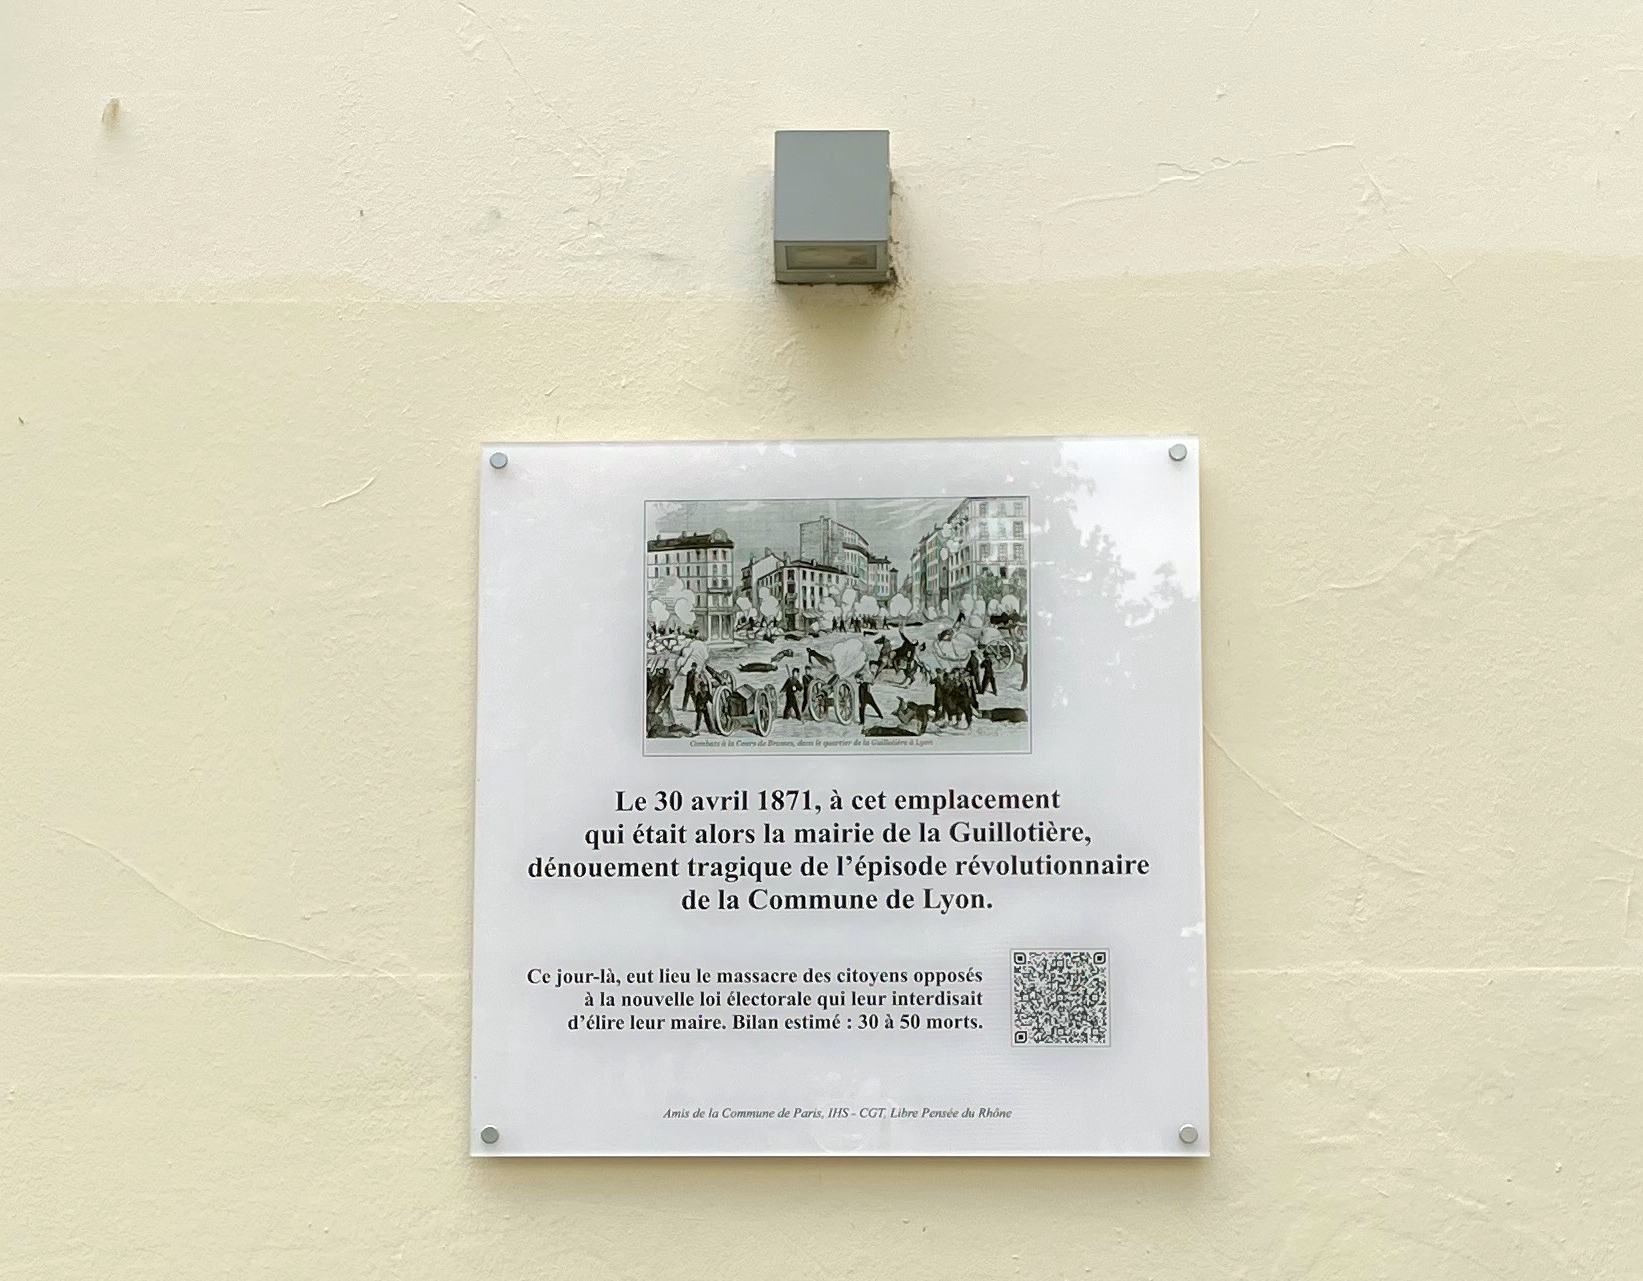 Combats à la Cours de Brosses, dans le quartier de la Guillotière à Lyon
Le 30 avril 1871, à cet emplacement
qui était alors la mairie de la Guillotière,
dénouement tragique de l’épisode révolutionnaire
de la Commune de Lyon.
Ce jour-là, eut lieu le massacre des citoyens opposés
à la nouvelle loi électorale qui leur interdisait
d’élire leur maire. Bilan estimé : 30 à 50 morts.
Amis de la Commune de Paris, IHS - CGT, Libre Pensée du Rhône